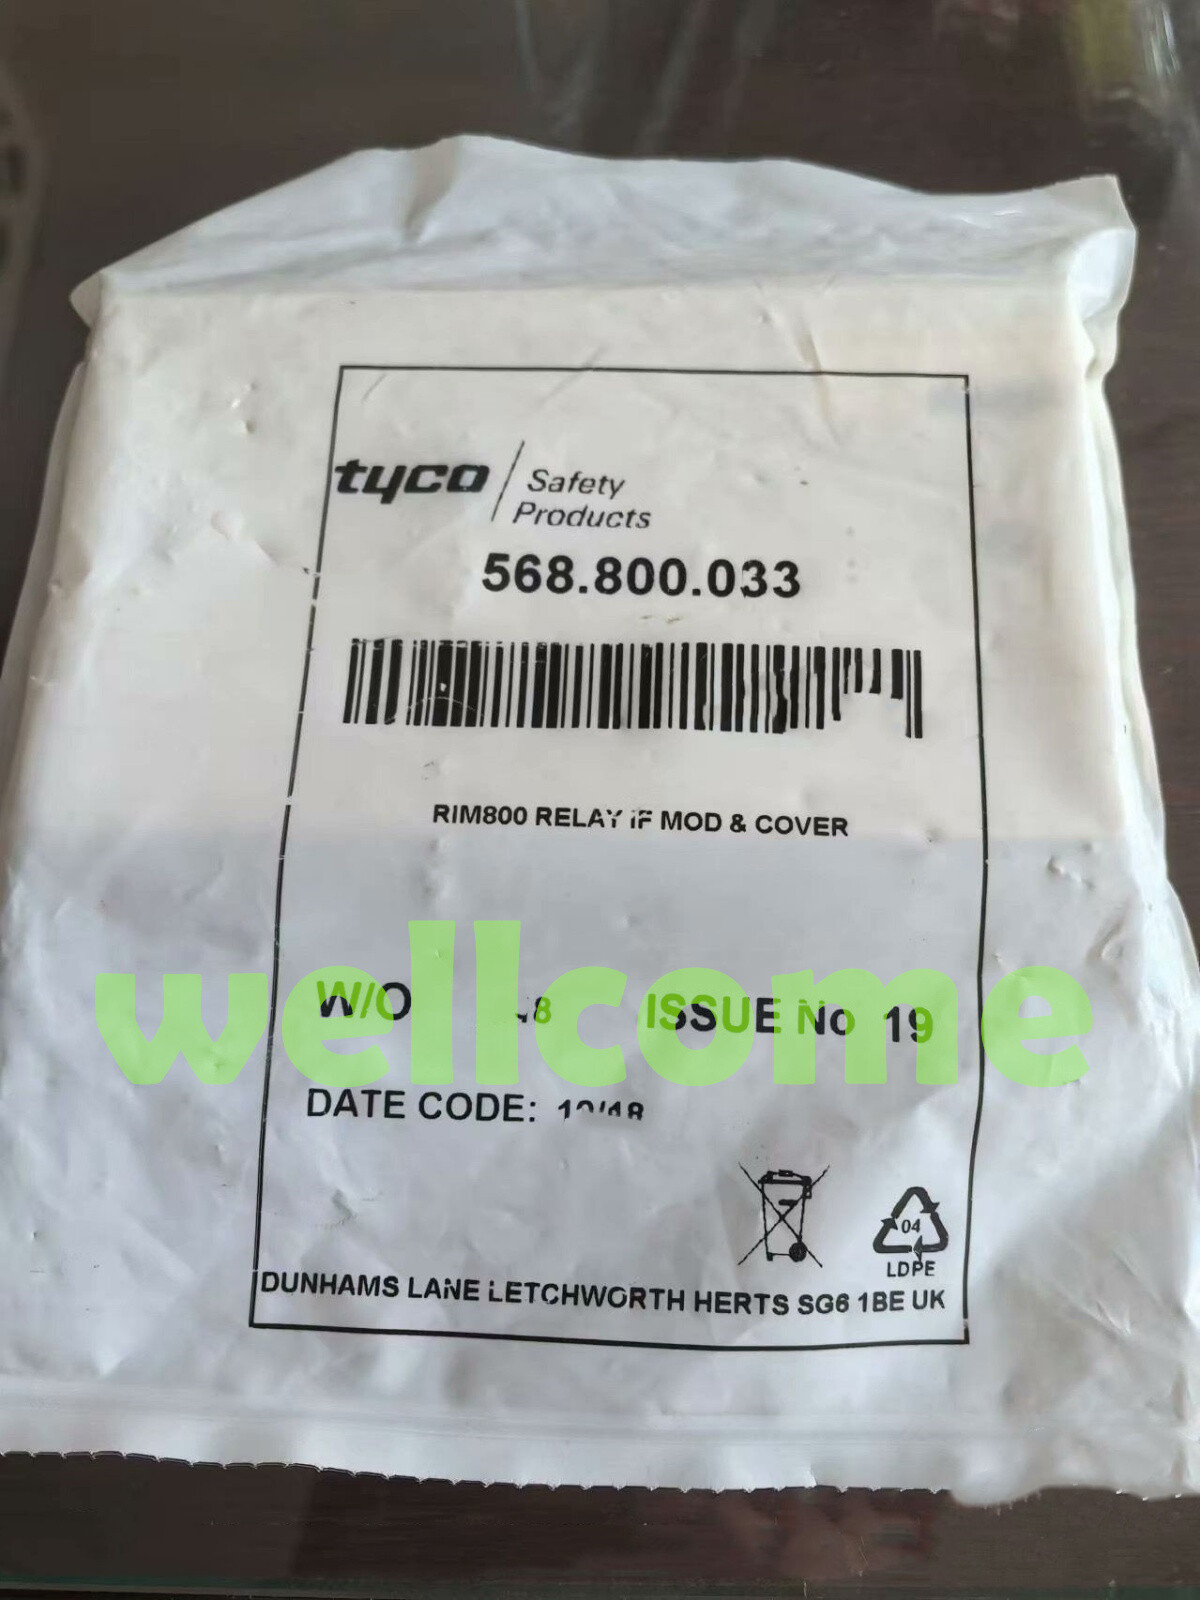 tyco Safety
Products
568.800.033
RIM800 RELAY IF MOD & COVER
wellcome
W/O ISSUE No 19
DATE CODE:
04
LDPE
DUNHAMS LANE LETCHWORTH HERTS SG6 1BE UK